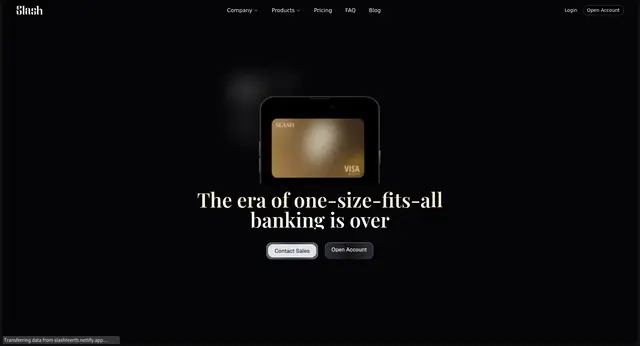 Slash
Company
Products
Pricing
FAQ
Blog
Login
Open Account
SLASH
VISA
The era of one-size-fits-all
banking is over
Contact Sales
Open Account
Transferring data from slashteerth.netlify.app...